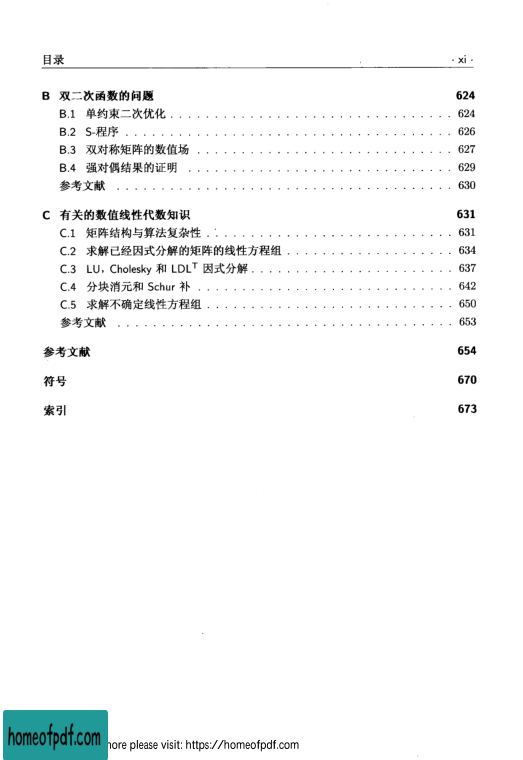 目录 · xi ·
B 双二次函数的问题 624
B.1 单约束二次优化 . . . . . . . . . . . . . . . . . . . . . . . . . . 624
B.2 S-程序 . . . . . . . . . . . . . . . . . . . . . . . . . . . . . . 626
B.3 双对称矩阵的数值场 . . . . . . . . . . . . . . . . . . . . . . . . 627
B.4 强对偶结果的证明 . . . . . . . . . . . . . . . . . . . . . . . . 629
参考文献 . . . . . . . . . . . . . . . . . . . . . . . . . . . . . . 630
C 有关的数值线性代数知识 631
C.1 矩阵结构与算法复杂性 . . . . . . . . . . . . . . . . . . . . . . 631
C.2 求解已经因式分解的矩阵的线性方程组 . . . . . . . . . . . . . . . 634
C.3 LU, Cholesky 和 LDLᵀ 因式分解 . . . . . . . . . . . . . . . . . . 637
C.4 分块消元和 Schur 补 . . . . . . . . . . . . . . . . . . . . . . . 642
C.5 求解不确定线性方程组 . . . . . . . . . . . . . . . . . . . . . . 650
参考文献 . . . . . . . . . . . . . . . . . . . . . . . . . . . . . . 653
参考文献 654
符号 670
索引 673
homeofpdf.com please visit: https://homeofpdf.com